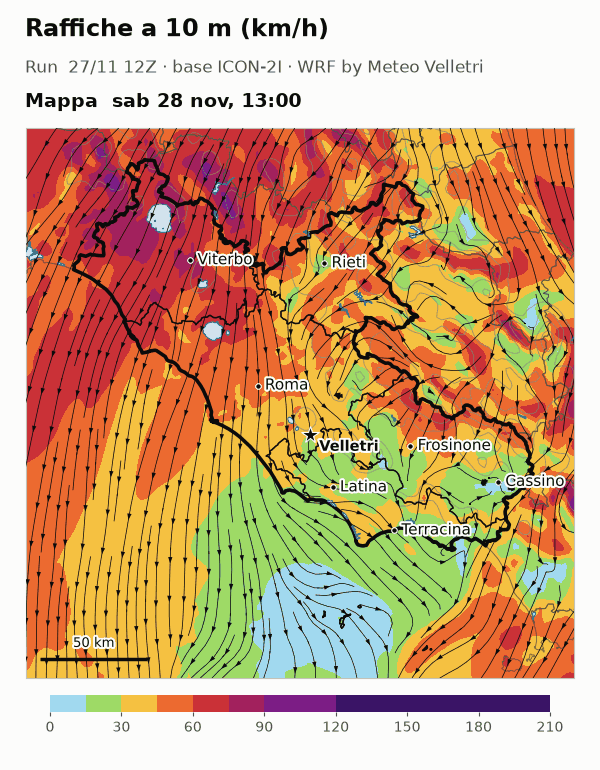 Raffiche a 10 m (km/h)
Run  27/11 12Z · base ICON-2I · WRF by Meteo Velletri
Mappa  sab 28 nov, 13:00
Viterbo
Rieti
Roma
Velletri
Frosinone
Latina
Cassino
Terracina
50 km
0 30 60 90 120 150 180 210